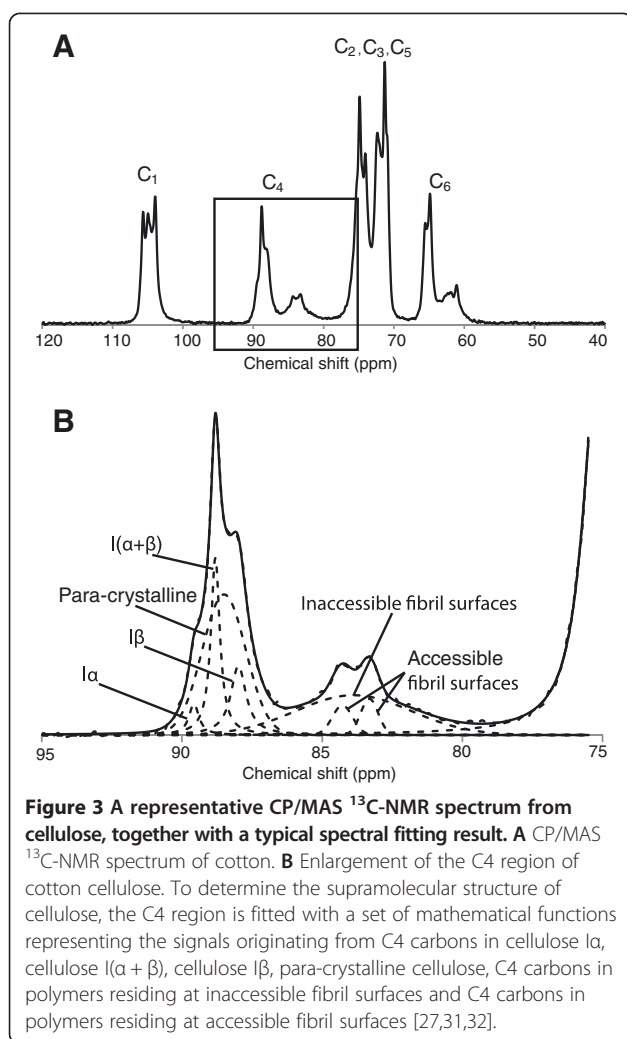 A
C₂,C₃,C₅
C₁
C₄
C₆
120 110 100 90 80 70 60 50 40
Chemical shift (ppm)
B
I(α+β)
Para-crystalline
Inaccessible fibril surfaces
Iβ
Accessible
fibril surfaces
Iα
95 90 85 80 75
Chemical shift (ppm)
Figure 3 A representative CP/MAS ¹³C-NMR spectrum from
cellulose, together with a typical spectral fitting result. A CP/MAS
¹³C-NMR spectrum of cotton. B Enlargement of the C4 region of
cotton cellulose. To determine the supramolecular structure of
cellulose, the C4 region is fitted with a set of mathematical functions
representing the signals originating from C4 carbons in cellulose Iα,
cellulose I(α + β), cellulose Iβ, para-crystalline cellulose, C4 carbons in
polymers residing at inaccessible fibril surfaces and C4 carbons in
polymers residing at accessible fibril surfaces [27,31,32].